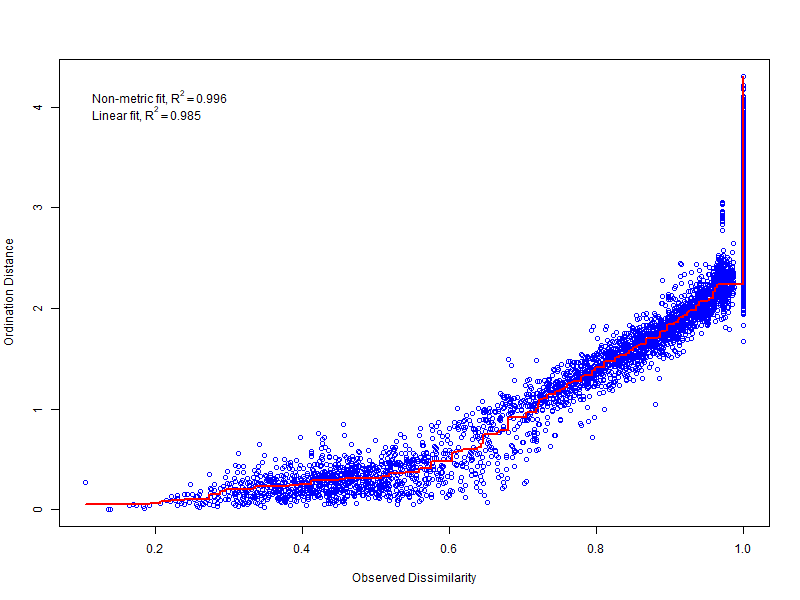 Non-metric fit, R² = 0.996
Linear fit, R² = 0.985
Ordination Distance
4
3
2
1
0
0.2 0.4 0.6 0.8 1.0
Observed Dissimilarity